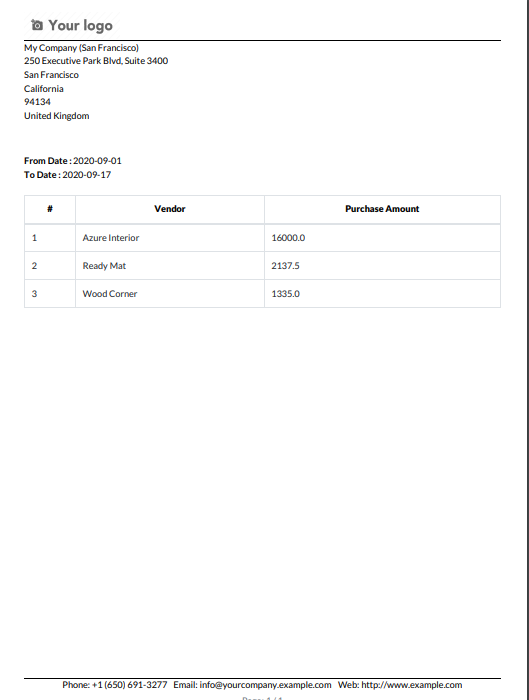 Your logo
My Company (San Francisco)
250 Executive Park Blvd, Suite 3400
San Francisco
California
94134
United Kingdom
From Date : 2020-09-01
To Date : 2020-09-17
# Vendor Purchase Amount
1 Azure Interior 16000.0
2 Ready Mat 2137.5
3 Wood Corner 1335.0
Phone: +1 (650) 691-3277 Email: info@yourcompany.example.com Web: http://www.example.com